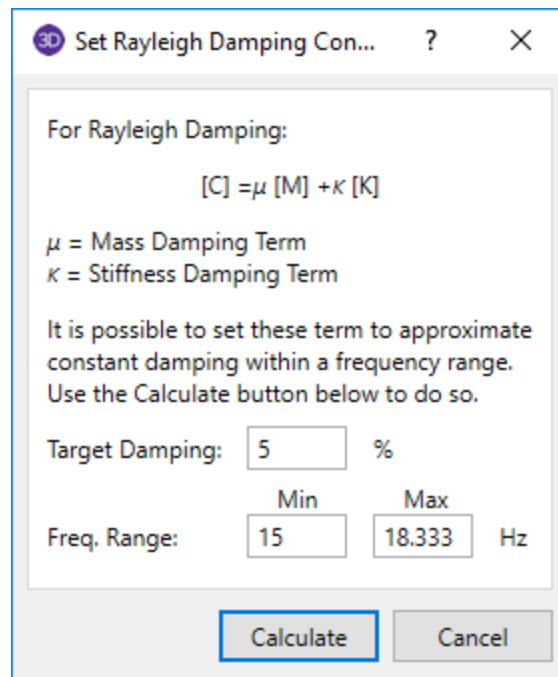 3D Set Rayleigh Damping Con... ? ×
For Rayleigh Damping:
[C] =μ [M] +κ [K]
μ = Mass Damping Term
κ = Stiffness Damping Term
It is possible to set these term to approximate
constant damping within a frequency range.
Use the Calculate button below to do so.
Target Damping: 5 %
Min Max
Freq. Range: 15 18.333 Hz
Calculate Cancel